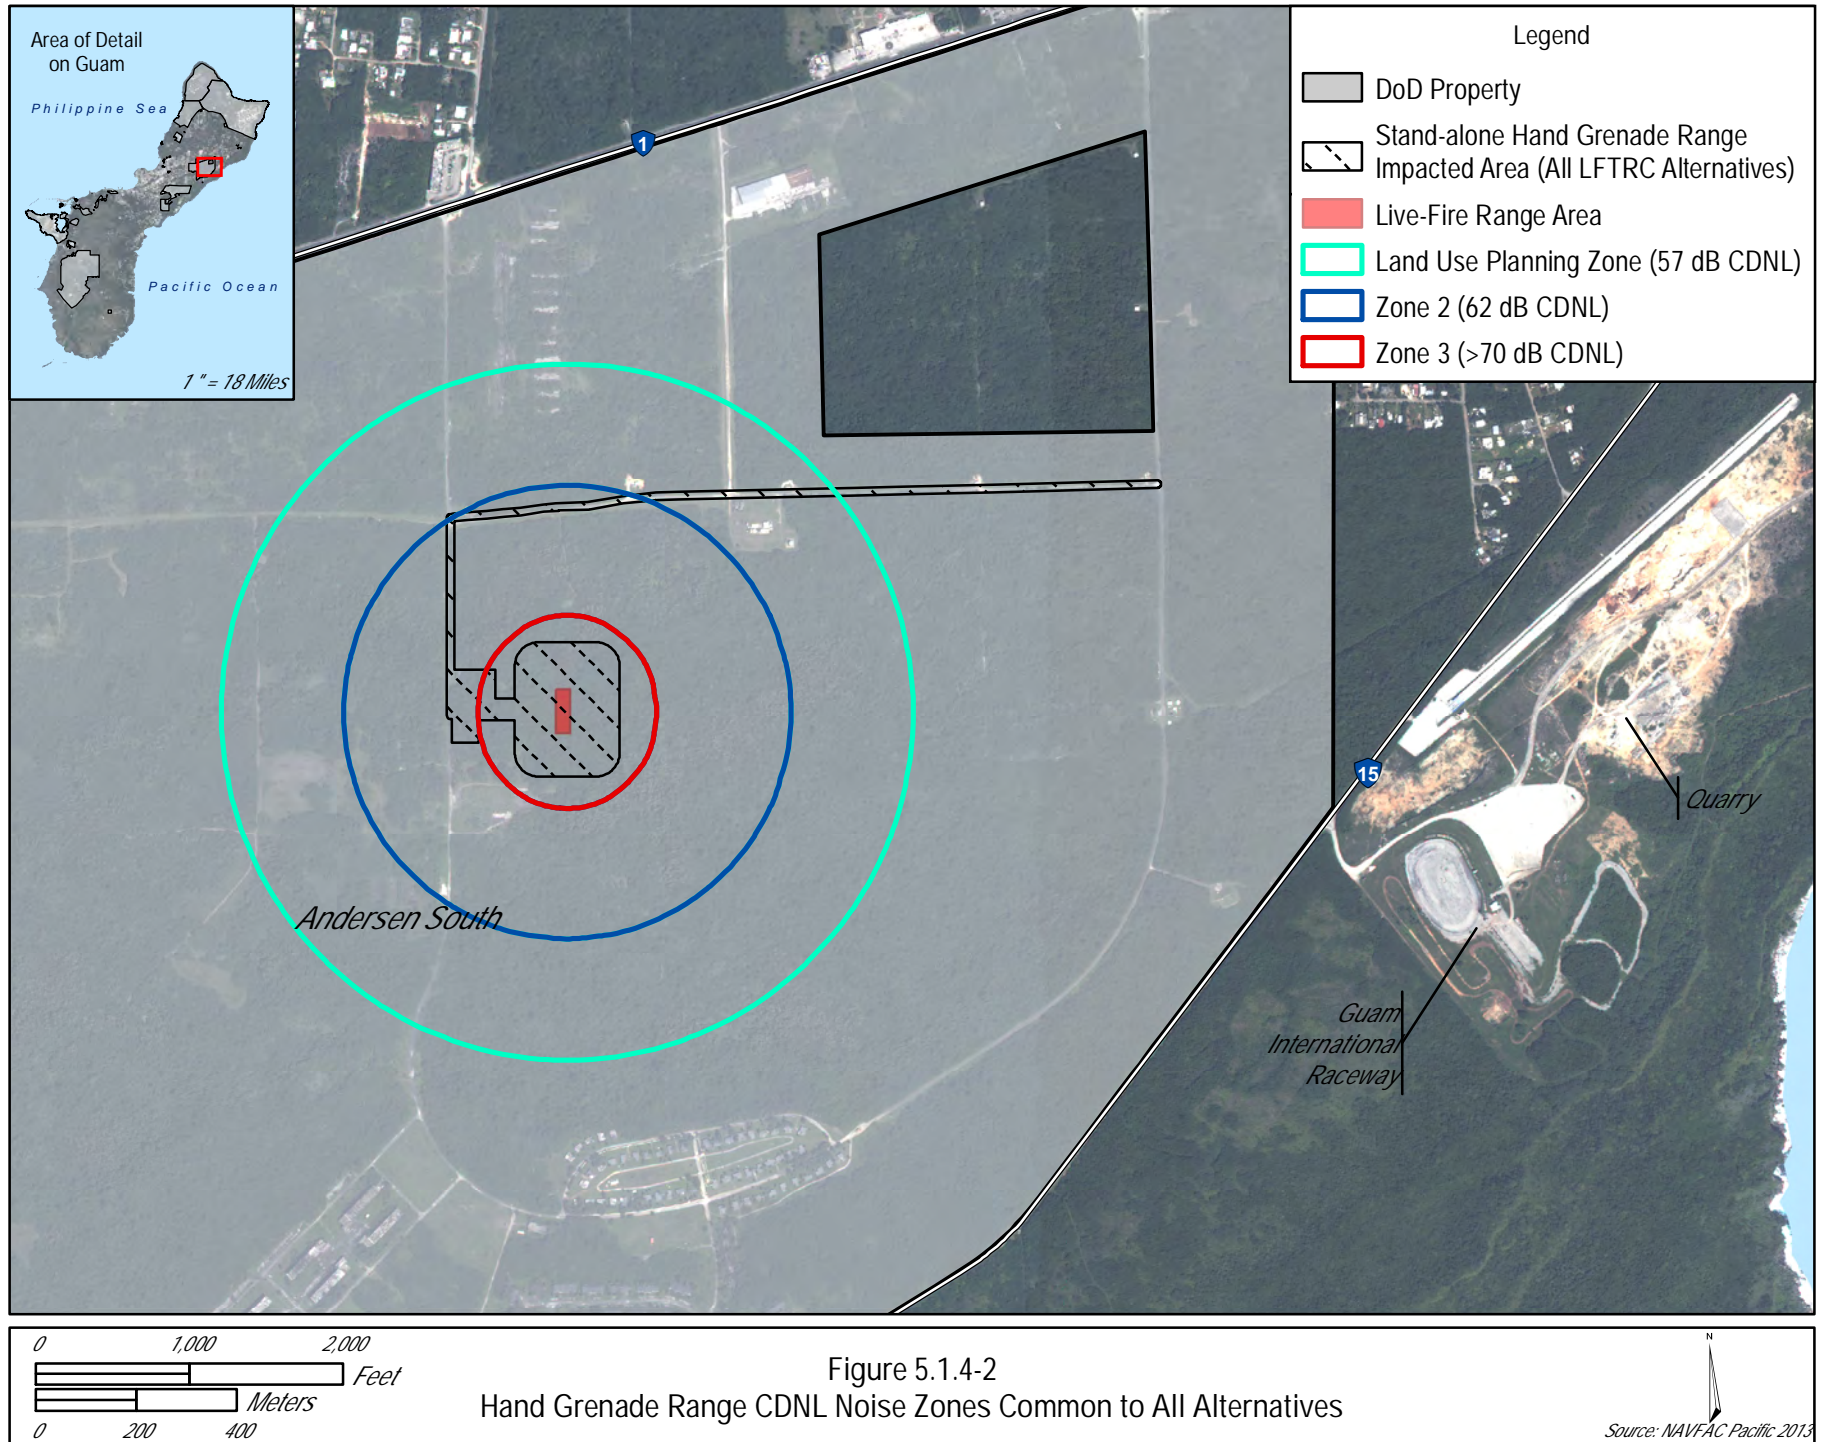 Area of Detail
on Guam
Philippine Sea
Pacific Ocean
1 " = 18 Miles
Legend
DoD Property
Stand-alone Hand Grenade Range
Impacted Area (All LFTRC Alternatives)
Live-Fire Range Area
Land Use Planning Zone (57 dB CDNL)
Zone 2 (62 dB CDNL)
Zone 3 (>70 dB CDNL)
1
15
Quarry
Andersen South
Guam
International
Raceway
0 1,000 2,000
Feet
Meters
0 200 400
Figure 5.1.4-2
Hand Grenade Range CDNL Noise Zones Common to All Alternatives
N
Source: NAVFAC Pacific 2013